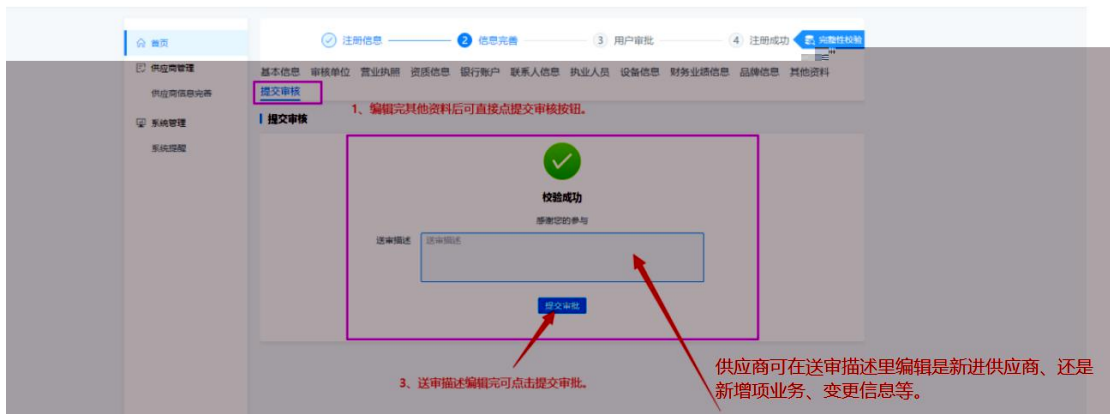 首页
注册信息
2 信息完善
3 用户审批
4 注册成功
完整性校验
供应商管理
供应商信息完善
系统管理
系统提醒
基本信息 审核单位 营业执照 资质信息 银行账户 联系人信息 执业人员 设备信息 财务业绩信息 品牌信息 其他资料
提交审核
1、编辑完其他资料后可直接点提交审核按钮。
提交审核
校验成功
感谢您的参与
送审描述 送审描述
提交审批
3、送审描述编辑完可点击提交审批。
供应商可在送审描述里编辑是新进供应商、还是
新增项业务、变更信息等。